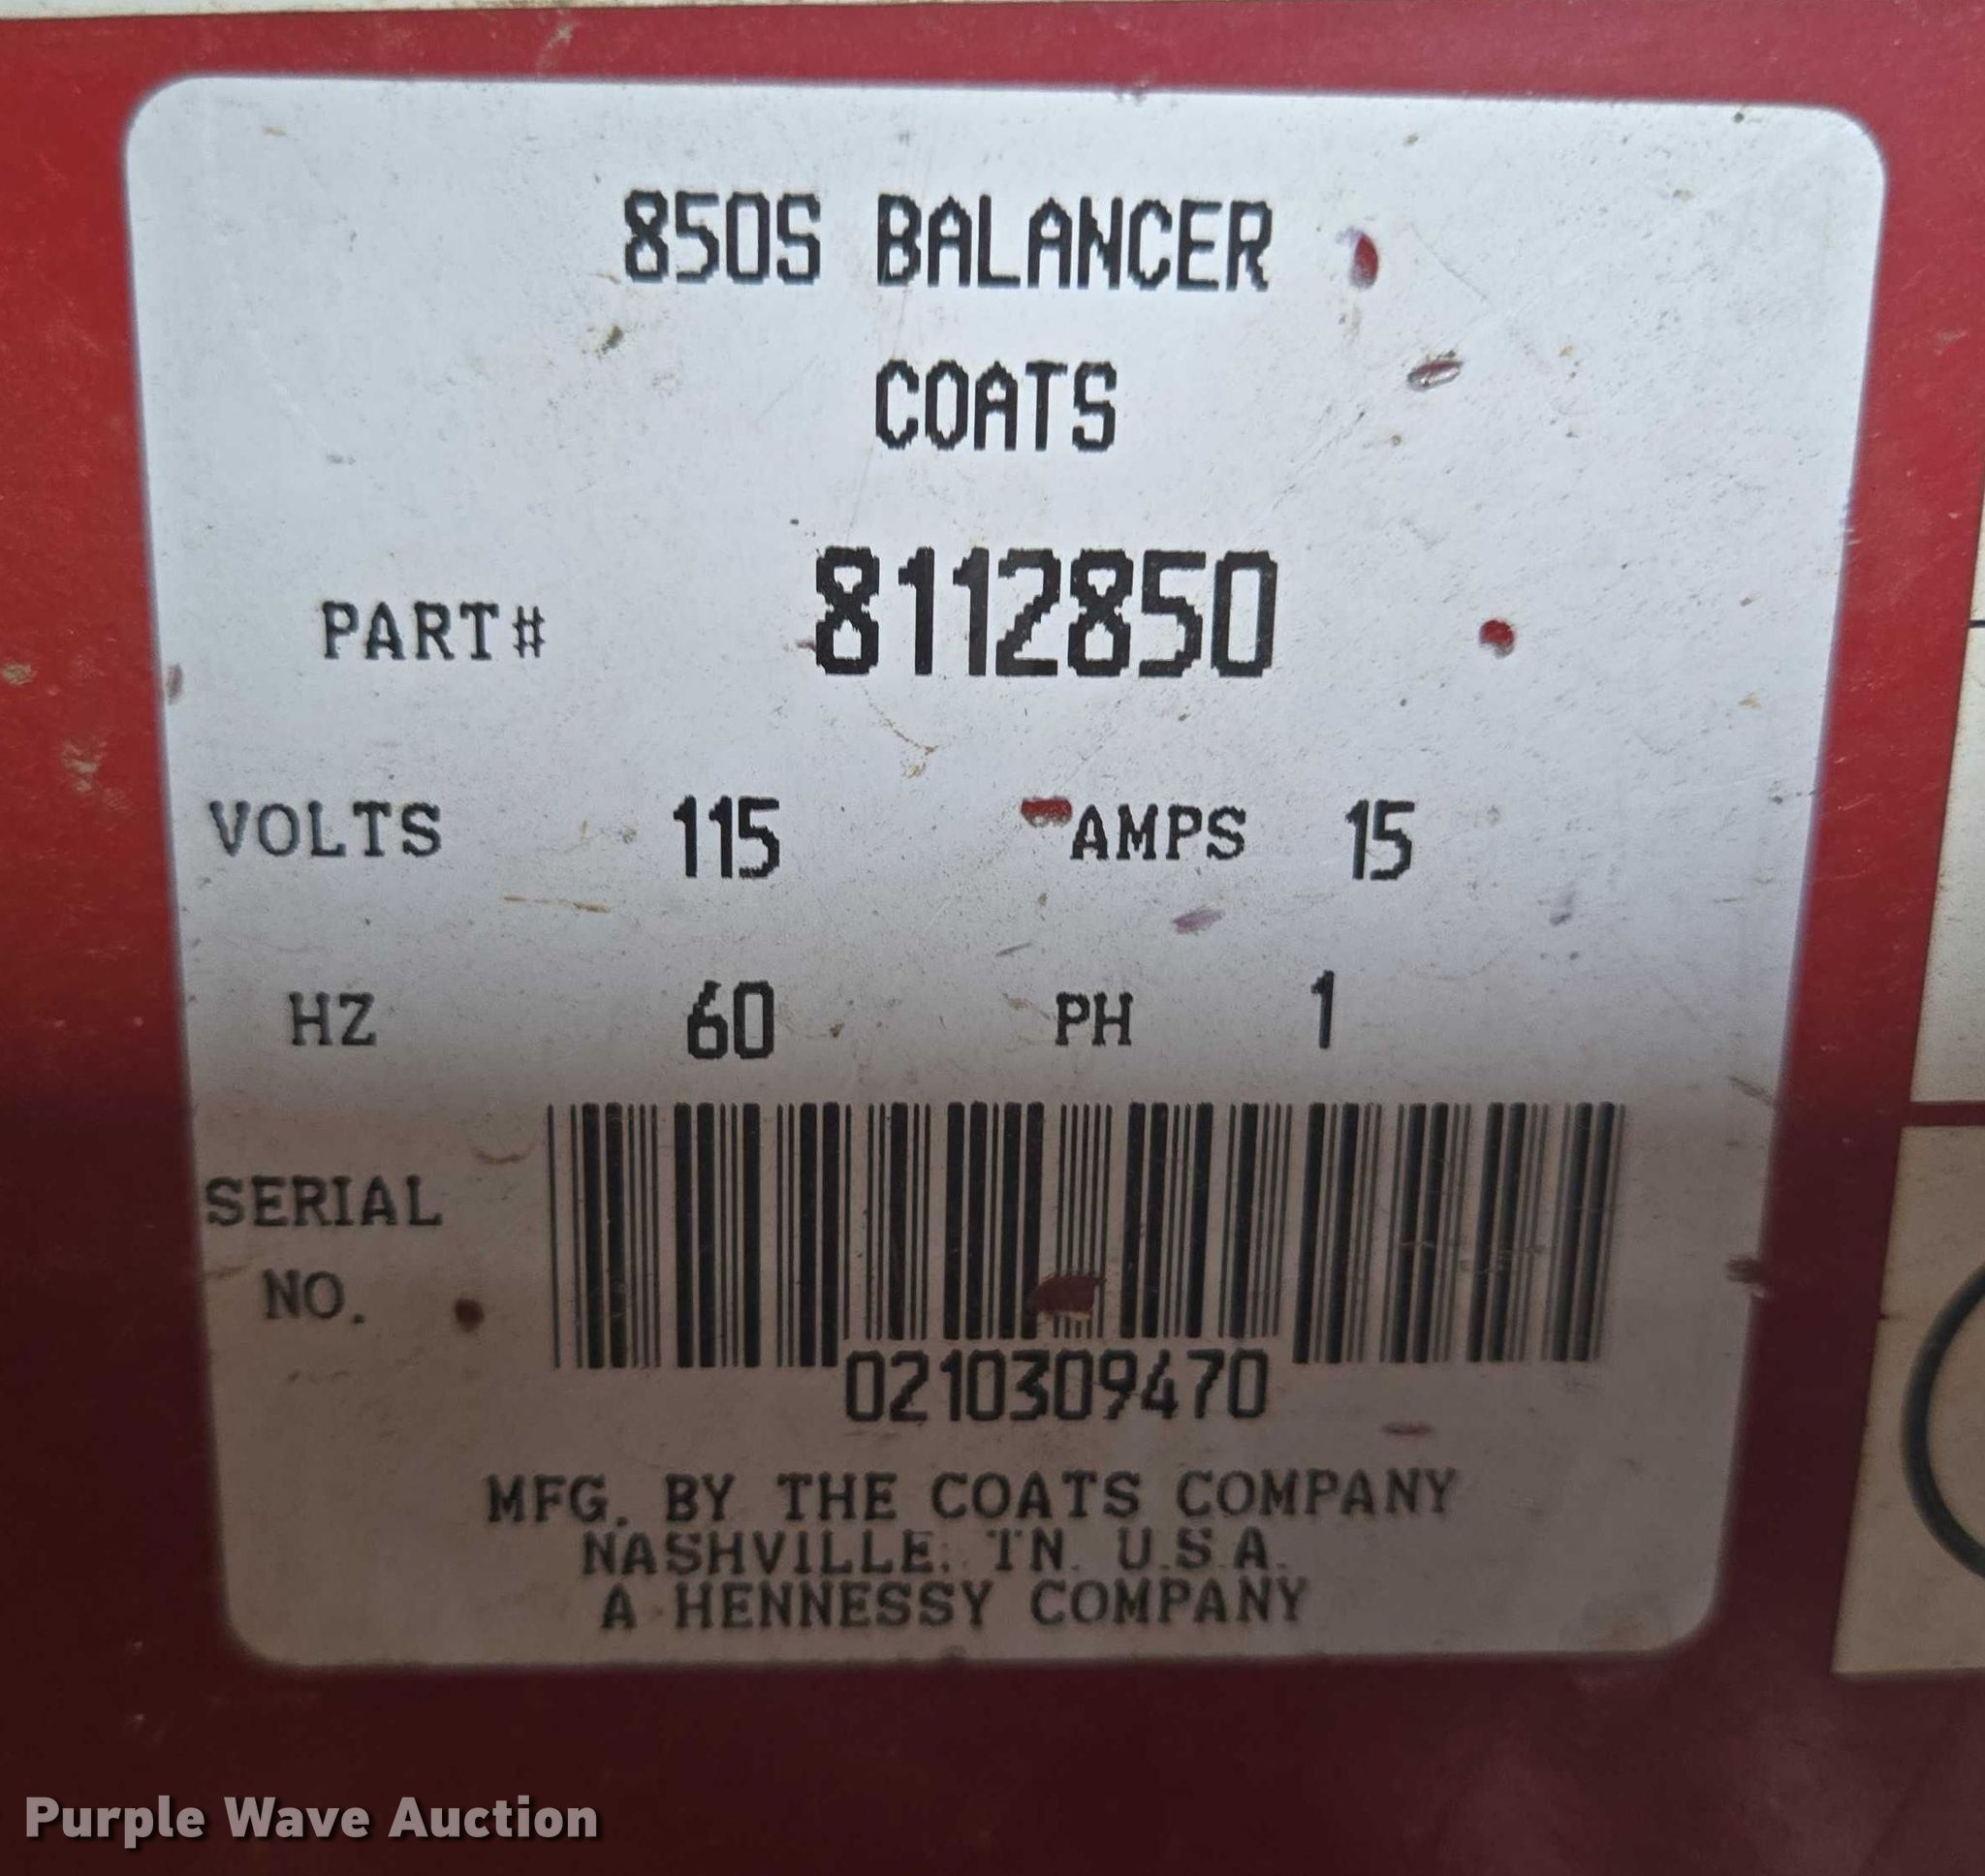 850S BALANCER
COATS
PART# 8112850
VOLTS 115 AMPS 15
HZ 60 PH 1
SERIAL
NO.
0210309470
MFG. BY THE COATS COMPANY
NASHVILLE. TN. U.S.A.
A HENNESSY COMPANY
Purple Wave Auction